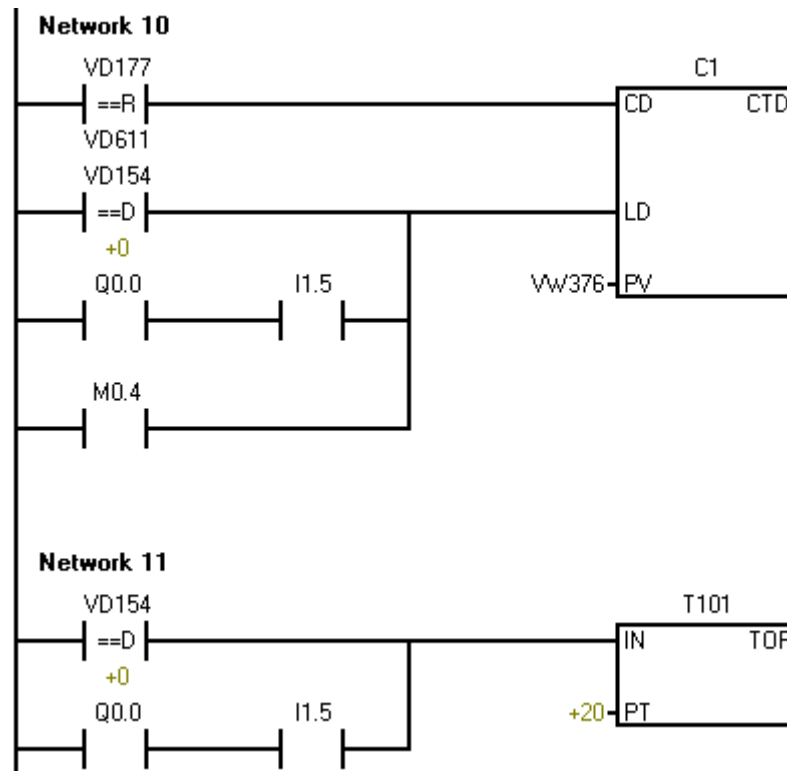 Network 10
VD177 C1
==R CD CTD
VD611
VD154
==D LD
+0
Q0.0 I1.5 VW376 PV
M0.4
Network 11
VD154 T101
==D IN TOF
+0
Q0.0 I1.5 +20 PT